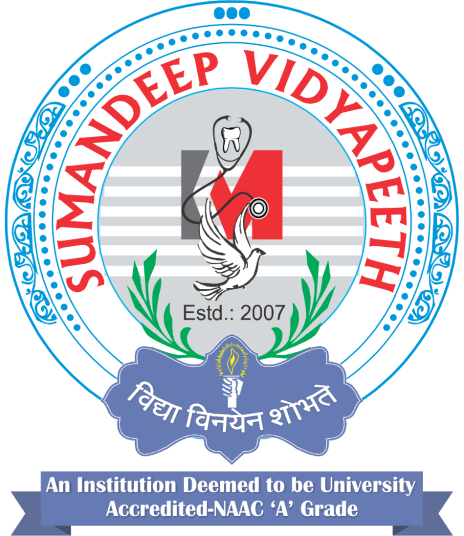 SUMANDEEP VIDYAPEETH
Estd.: 2007
विद्या विनयेन शोभते
An Institution Deemed to be University
Accredited-NAAC ‘A’ Grade